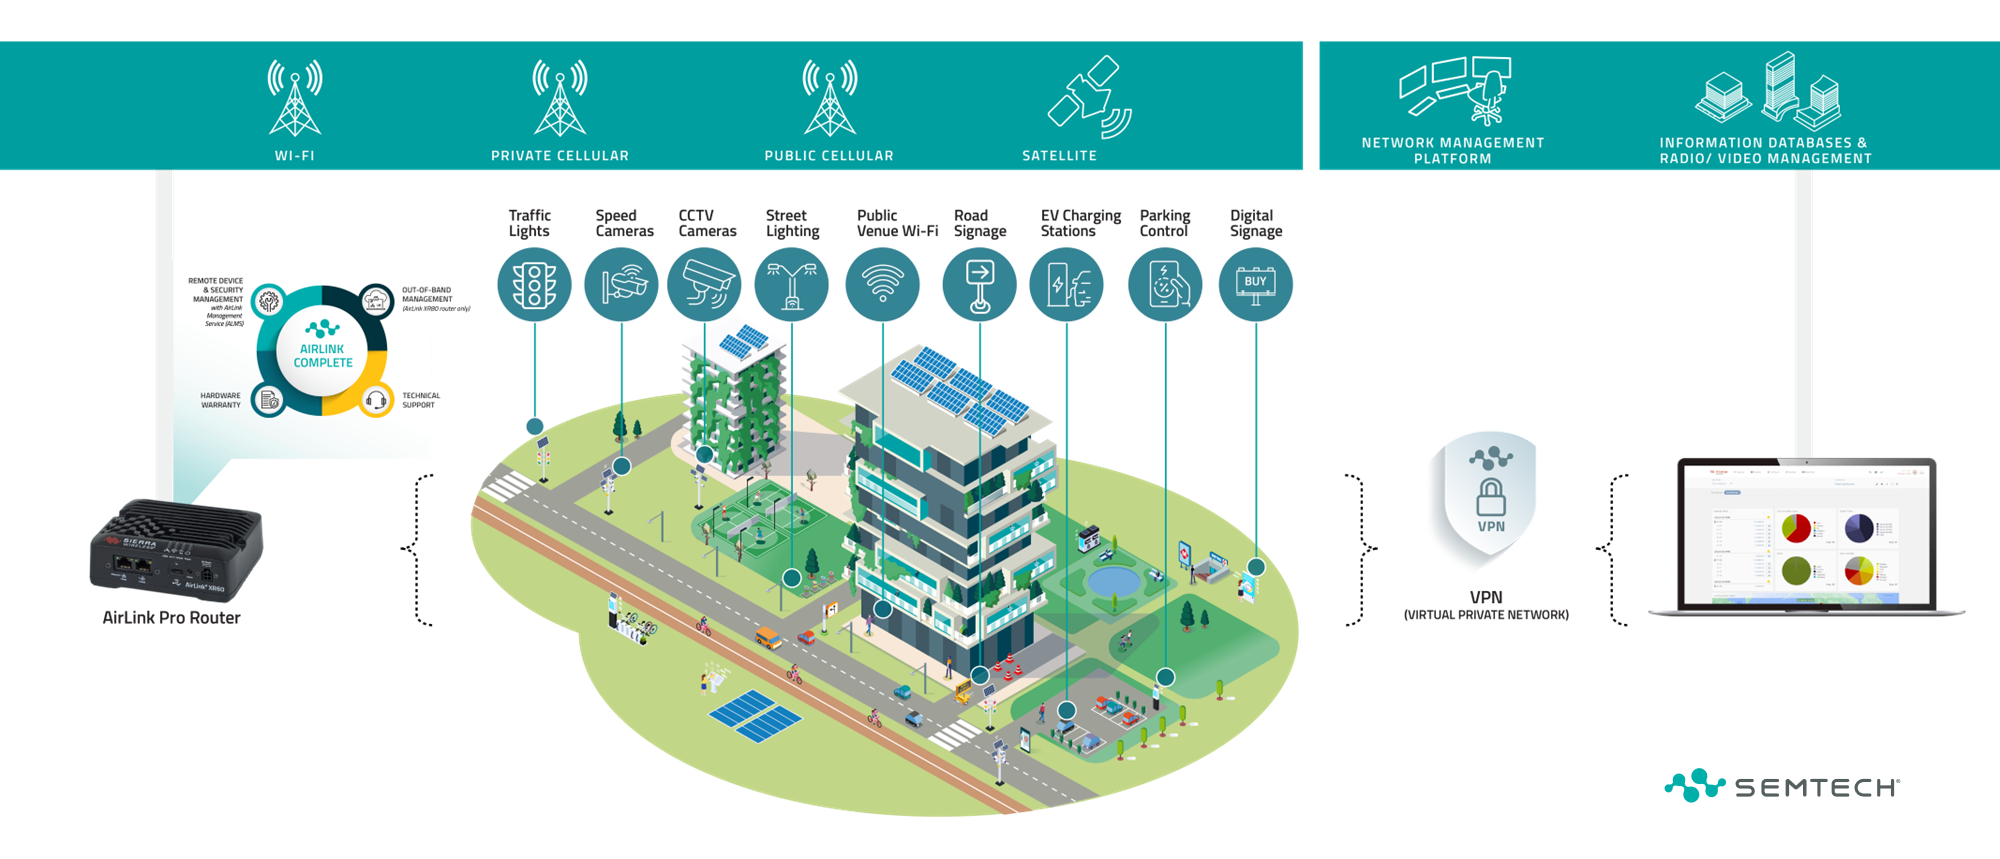 WI-FI
PRIVATE CELLULAR
PUBLIC CELLULAR
SATELLITE
NETWORK MANAGEMENT
PLATFORM
INFORMATION DATABASES &
RADIO/ VIDEO MANAGEMENT
Traffic
Lights
Speed
Cameras
CCTV
Cameras
Street
Lighting
Public
Venue Wi-Fi
Road
Signage
EV Charging
Stations
Parking
Control
Digital
Signage
BUY
REMOTE DEVICE
& SECURITY
MANAGEMENT
with AirLink
Management
Service (ALMS)
OUT-OF-BAND
MANAGEMENT
(AirLink XR80 router only)
AIRLINK
COMPLETE
HARDWARE
WARRANTY
TECHNICAL
SUPPORT
SIERRA
WIRELESS
AirLink® XR60
AirLink Pro Router
VPN
VPN
(VIRTUAL PRIVATE NETWORK)
SEMTECH®